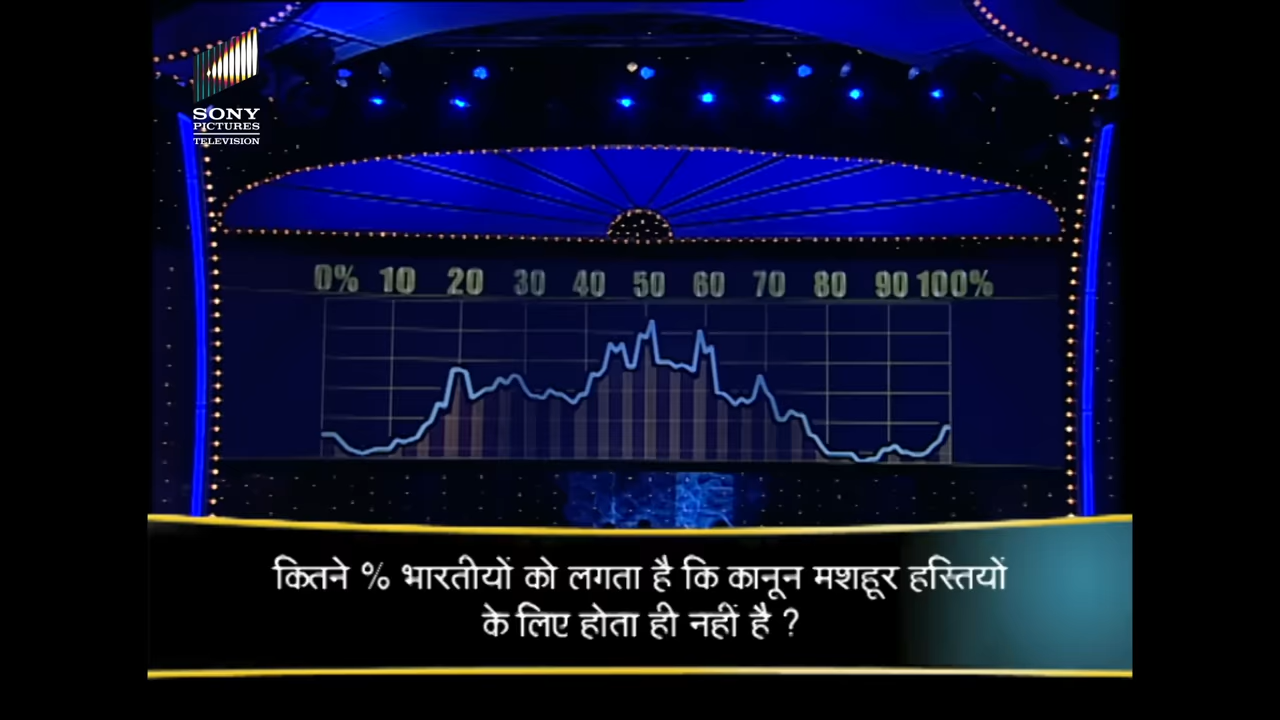 SONY
PICTURES
TELEVISION
0% 10 20 30 40 50 60 70 80 90 100%
कितने % भारतीयों को लगता है कि कानून मशहूर हस्तियों
के लिए होता ही नहीं है ?